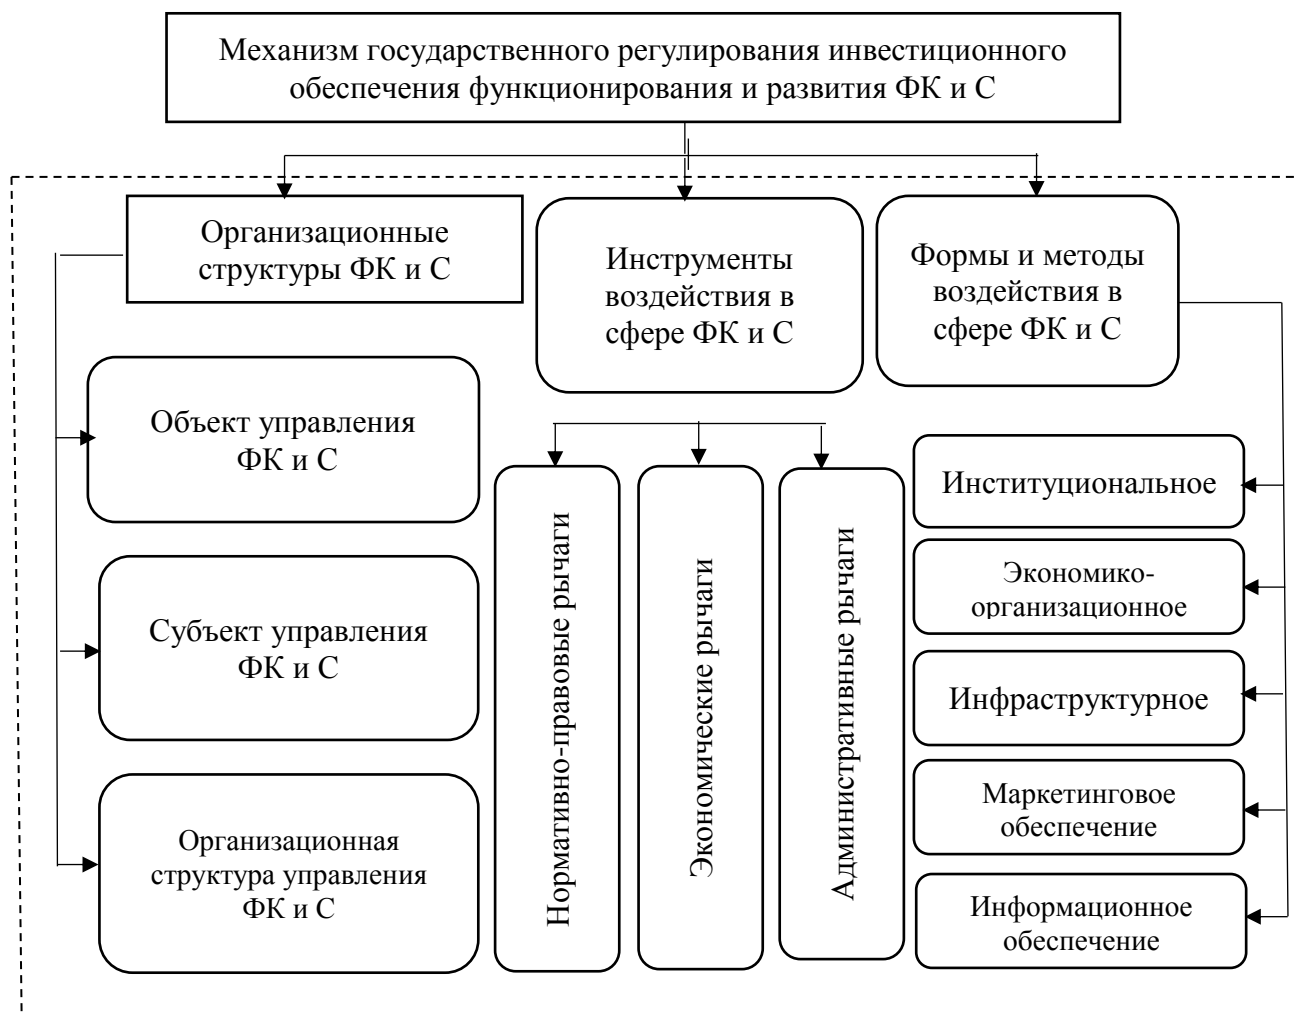 Механизм государственного регулирования инвестиционного
обеспечения функционирования и развития ФК и С
Организационные
структуры ФК и С
Инструменты
воздействия в
сфере ФК и С
Формы и методы
воздействия в
сфере ФК и С
Объект управления
ФК и С
Субъект управления
ФК и С
Организационная
структура управления
ФК и С
Нормативно-правовые рычаги
Экономические рычаги
Административные рычаги
Институциональное
Экономико-
организационное
Инфраструктурное
Маркетинговое
обеспечение
Информационное
обеспечение